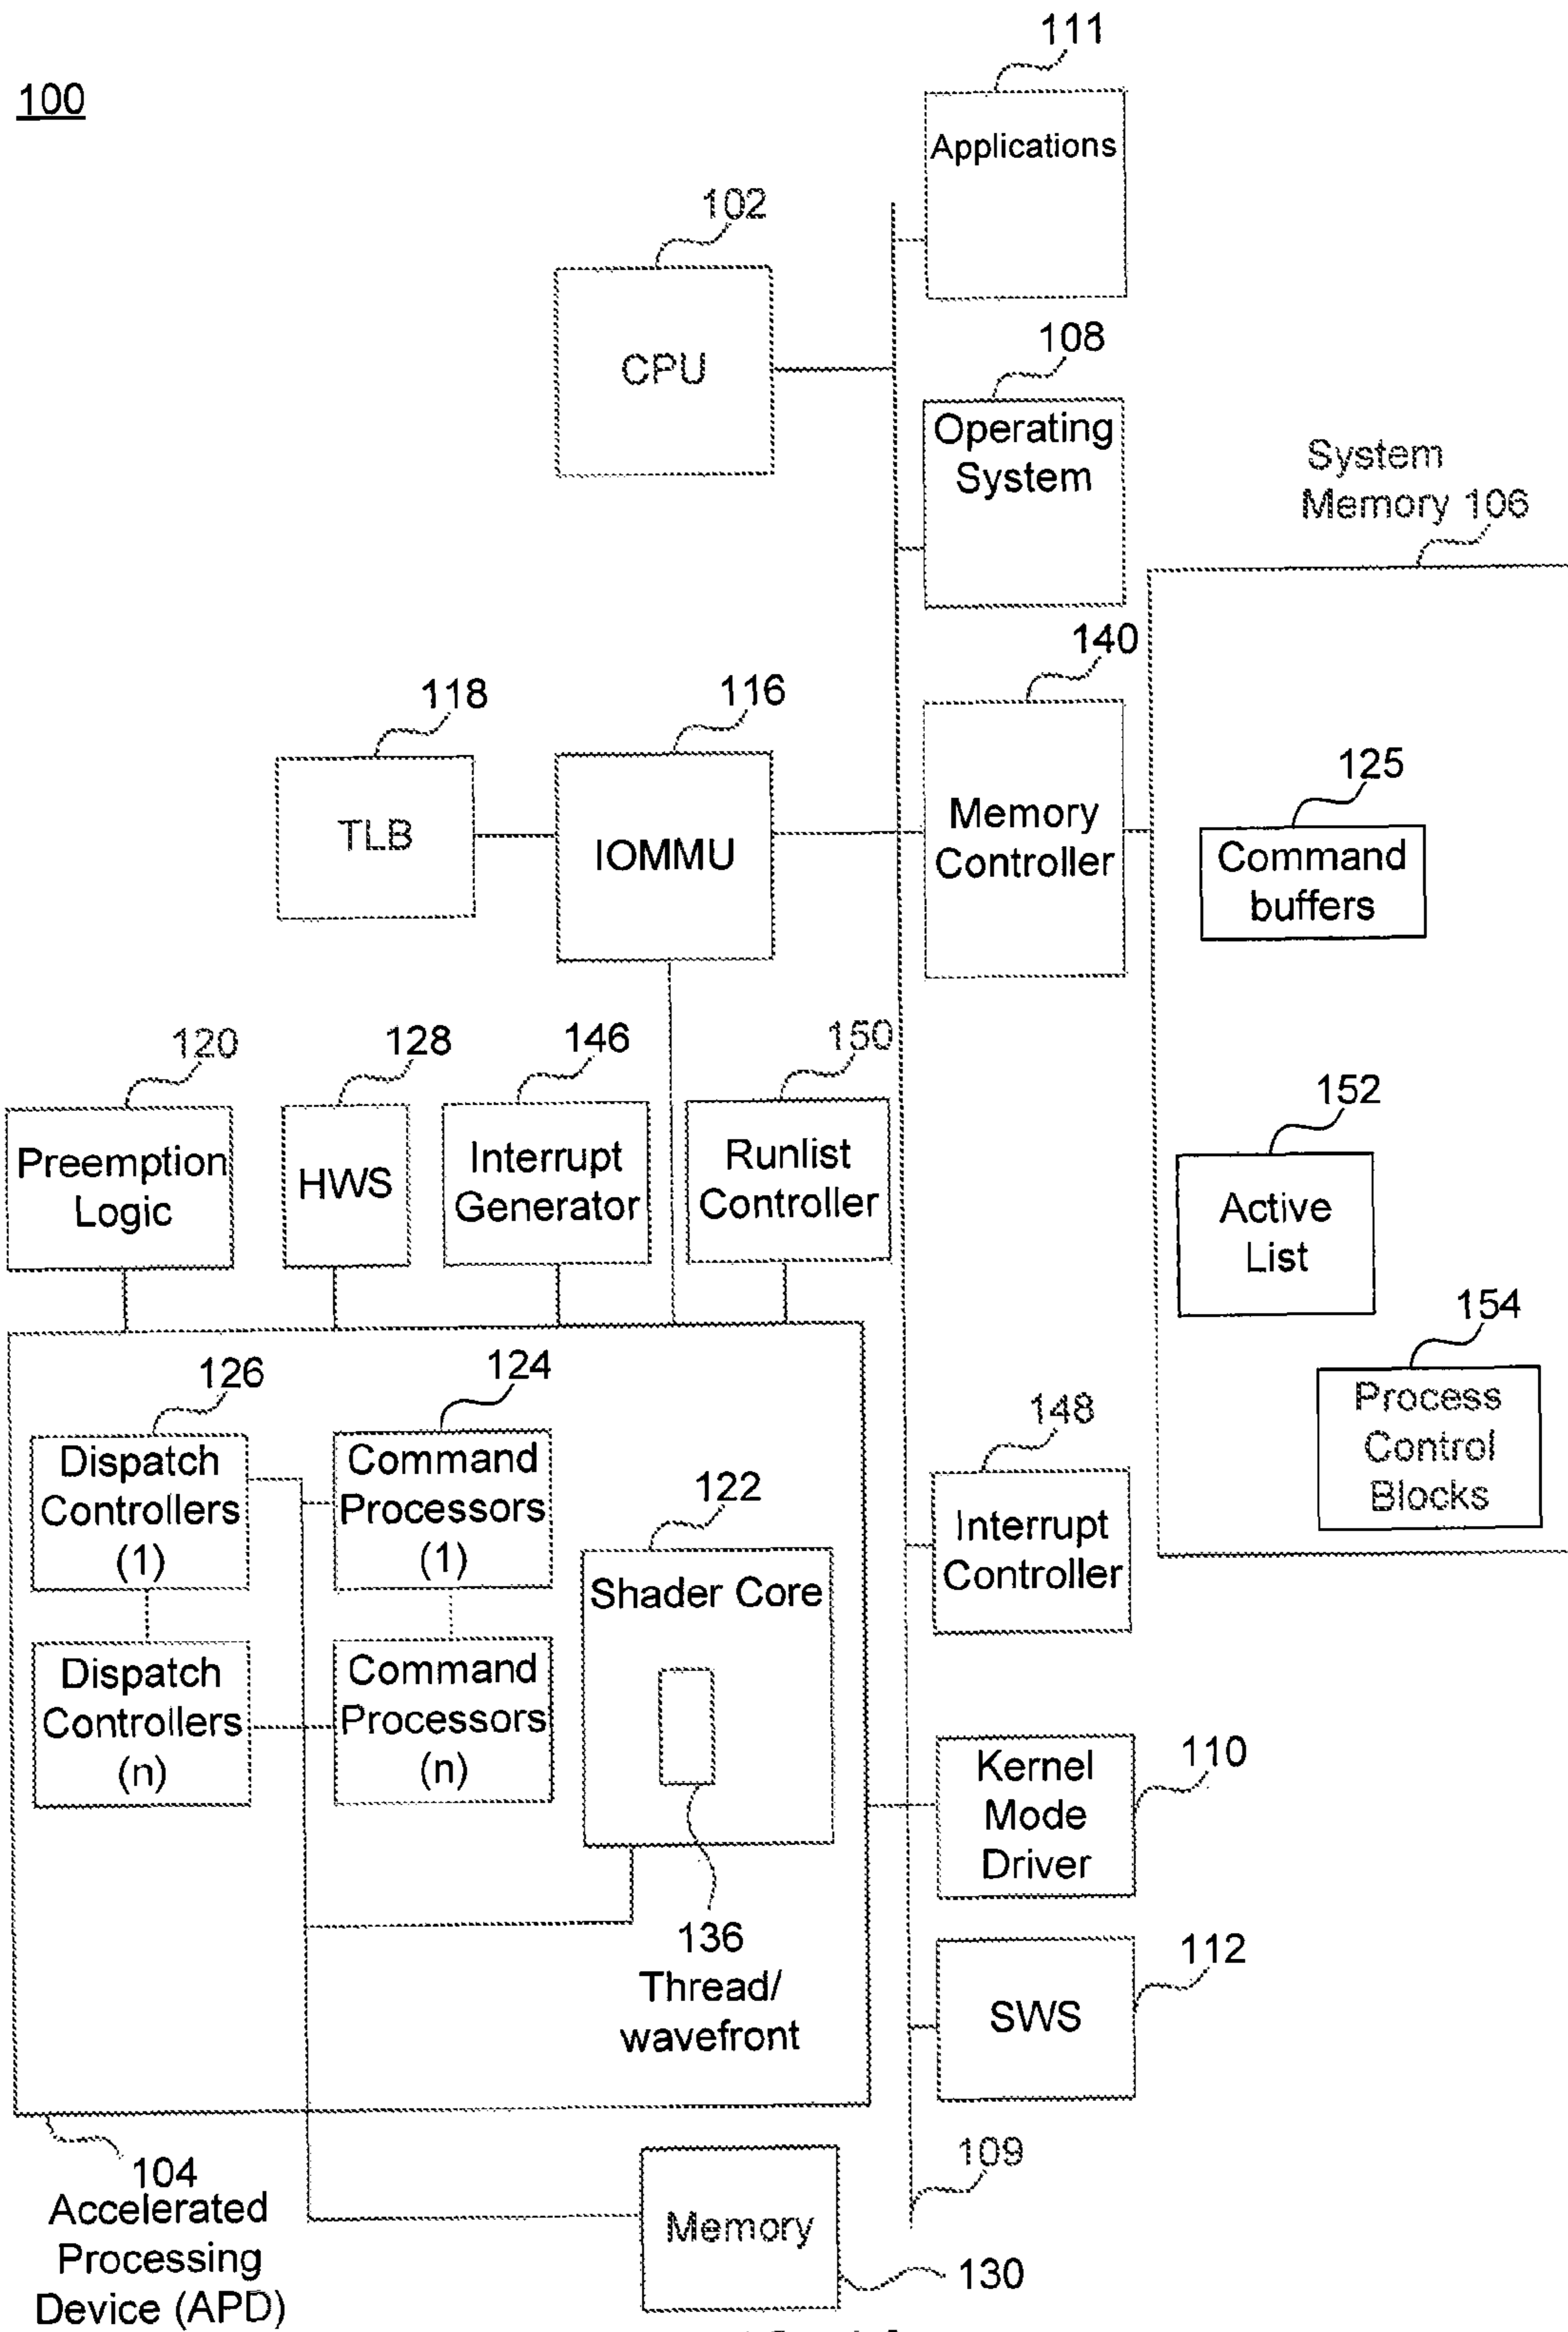 111
100
Applications
102
CPU
108
Operating
System
System
Memory 106
140
118
116
TLB
IOMMU
Memory
Controller
125
Command
buffers
120
128
146
150
Preemption
Logic
HWS
Interrupt
Generator
Runlist
Controller
152
Active
List
154
Process
Control
Blocks
126
124
Dispatch
Controllers
(1)
Command
Processors
(1)
122
Shader Core
148
Interrupt
Controller
Dispatch
Controllers
(n)
Command
Processors
(n)
110
Kernel
Mode
Driver
136
Thread/
wavefront
112
SWS
109
104
Accelerated
Processing
Device (APD)
Memory
130